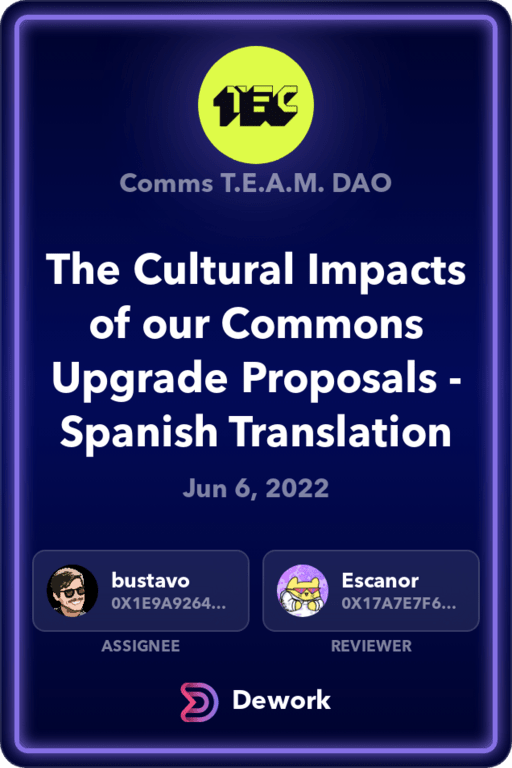 TEC
Comms T.E.A.M. DAO
The Cultural Impacts
of our Commons
Upgrade Proposals -
Spanish Translation
Jun 6, 2022
bustavo
0X1E9A9264...
ASSIGNEE
Escanor
0X17A7E7F6...
REVIEWER
Dework